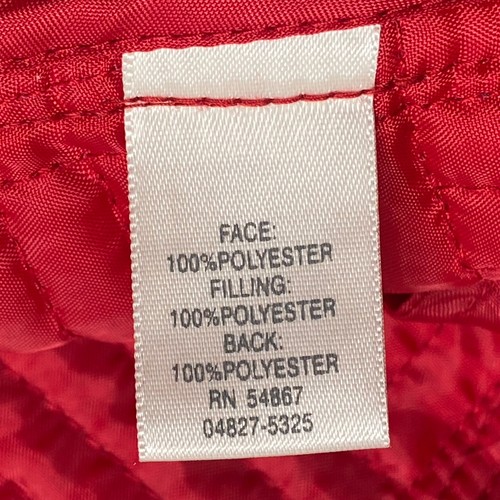 FACE:
100%POLYESTER
FILLING:
100%POLYESTER
BACK:
100%POLYESTER
RN 54867
04827-5325